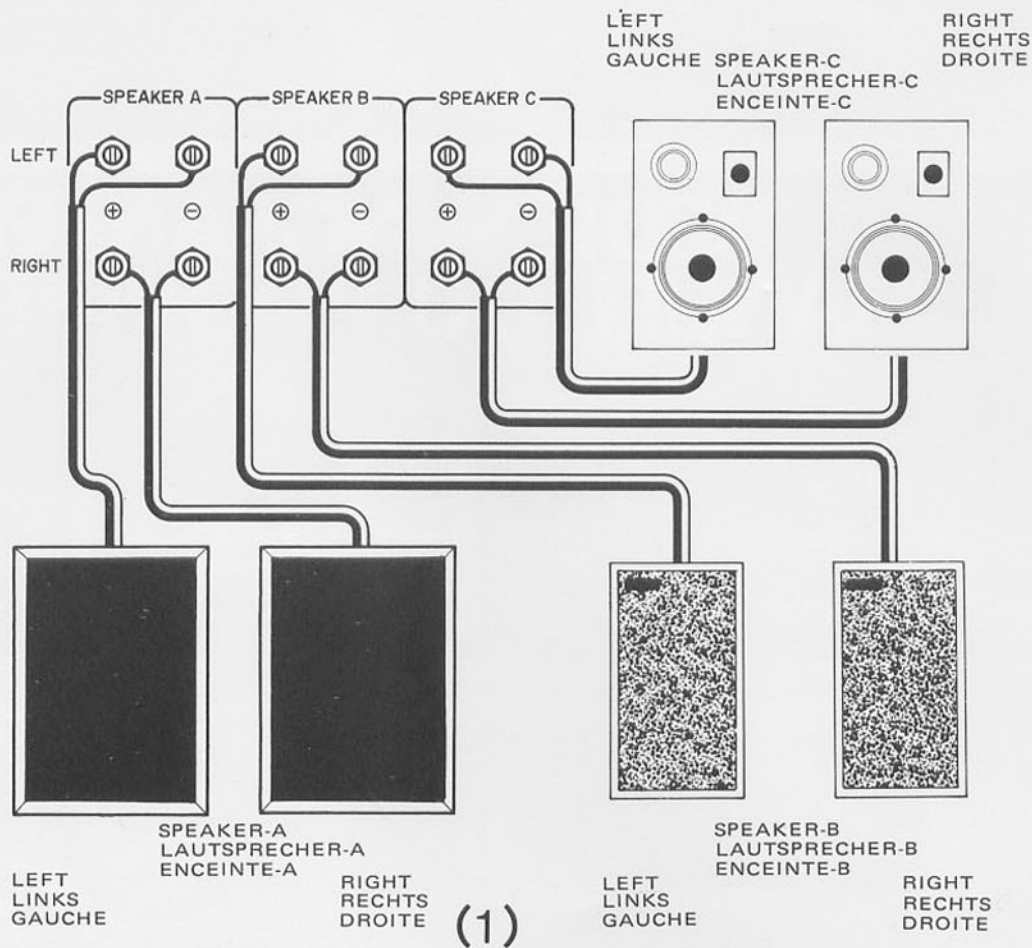 LEFT
LINKS
GAUCHE
SPEAKER-C
LAUTSPRECHER-C
ENCEINTE-C
RIGHT
RECHTS
DROITE
SPEAKER A
SPEAKER B
SPEAKER C
LEFT
+ −
+ −
+ −
RIGHT
SPEAKER-A
LAUTSPRECHER-A
ENCEINTE-A
LEFT
LINKS
GAUCHE
RIGHT
RECHTS
DROITE
SPEAKER-B
LAUTSPRECHER-B
ENCEINTE-B
LEFT
LINKS
GAUCHE
RIGHT
RECHTS
DROITE
(1)